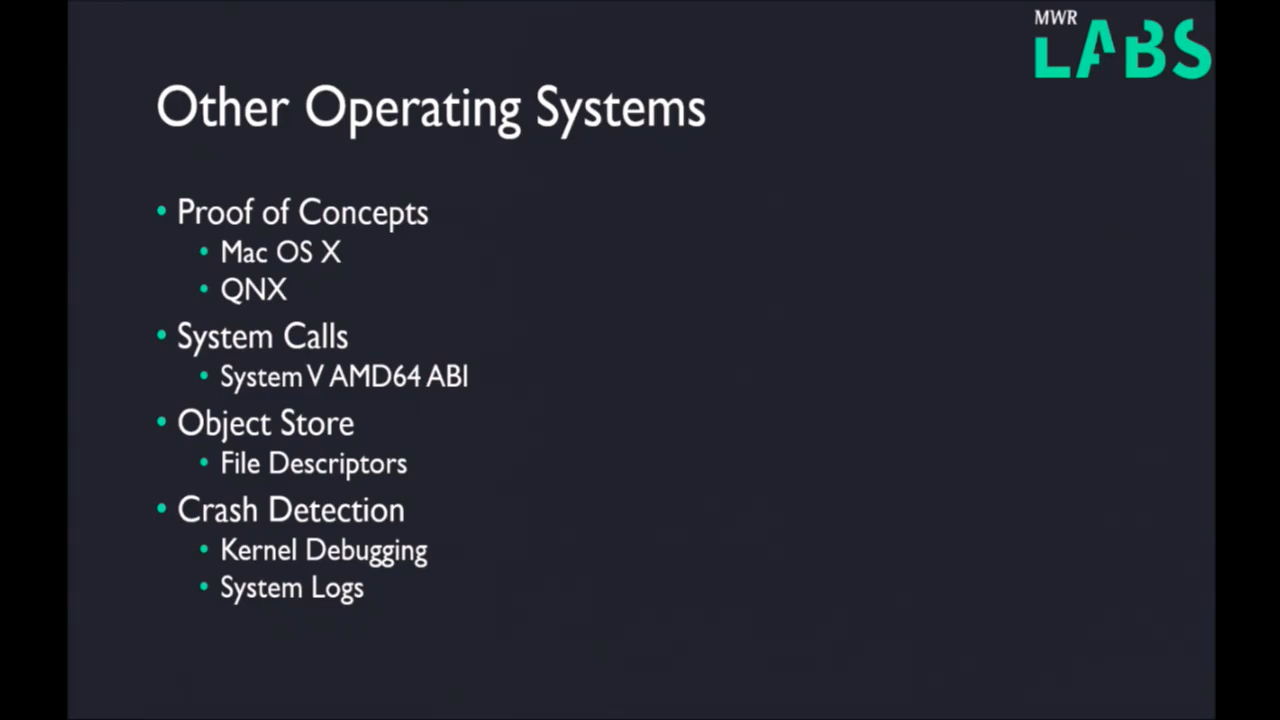 MWR
LABS
Other Operating Systems
• Proof of Concepts
• Mac OS X
• QNX
• System Calls
• System V AMD64 ABI
• Object Store
• File Descriptors
• Crash Detection
• Kernel Debugging
• System Logs